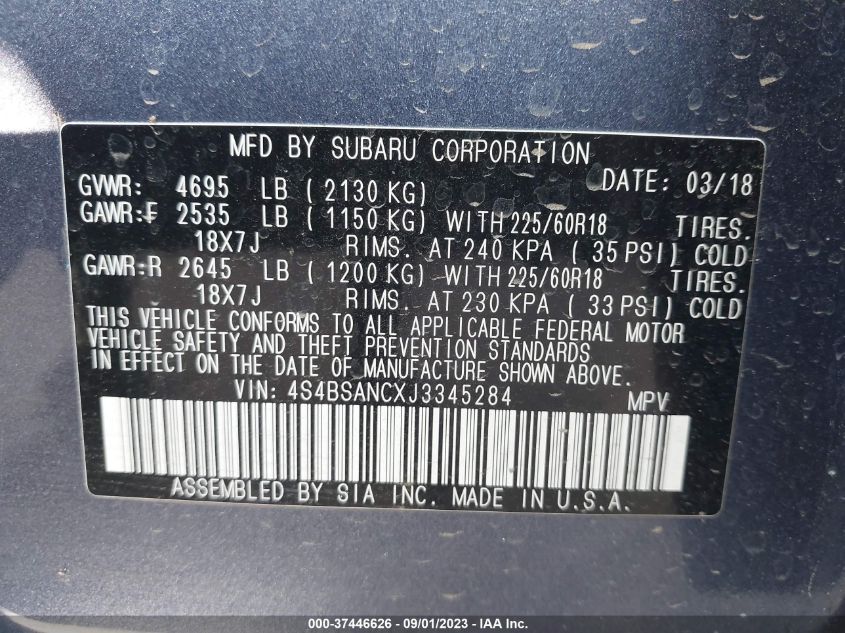 MFD BY SUBARU CORPORATION
DATE: 03/18
GVWR: 4695 LB ( 2130 KG)
GAWR:F 2535 LB ( 1150 KG) WITH 225/60R18 TIRES.
18X7J RIMS. AT 240 KPA ( 35 PSI) COLD
GAWR:R 2645 LB ( 1200 KG) WITH 225/60R18 TIRES.
18X7J RIMS. AT 230 KPA ( 33 PSI) COLD
THIS VEHICLE CONFORMS TO ALL APPLICABLE FEDERAL MOTOR
VEHICLE SAFETY AND THEFT PREVENTION STANDARDS
IN EFFECT ON THE DATE OF MANUFACTURE SHOWN ABOVE.
VIN: 4S4BSANCXJ3345284 MPV
ASSEMBLED BY SIA INC. MADE IN U.S.A.
000-37446626 - 09/01/2023 - IAA Inc.